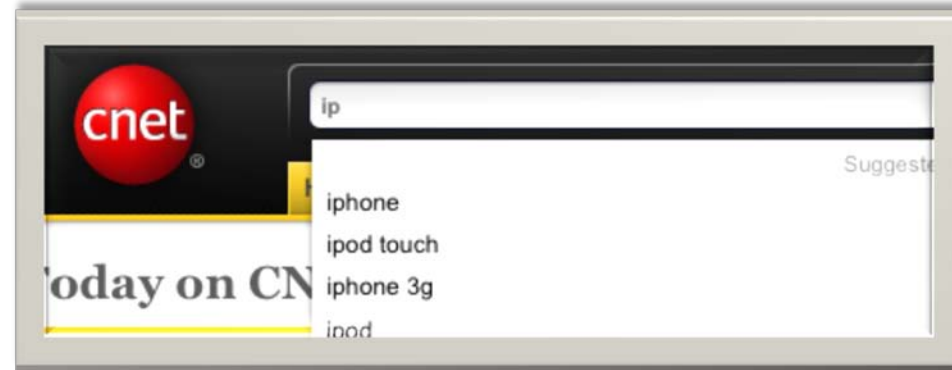 cnet
®
ip
Suggeste
iphone
ipod touch
iphone 3g
oday on CN
ipod